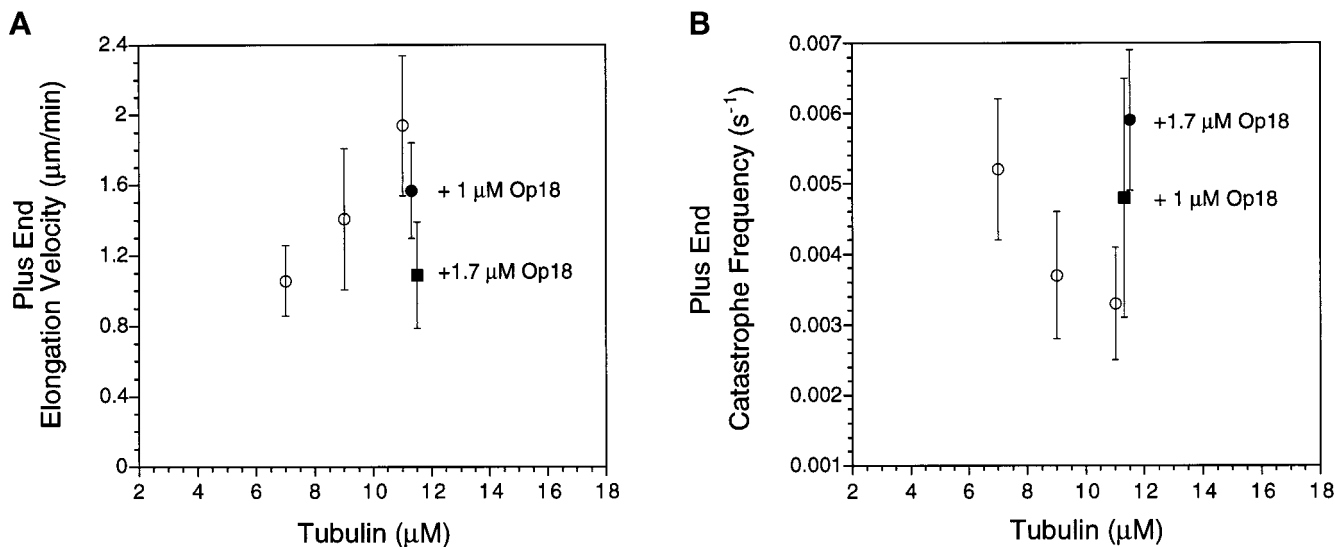 A
Plus End
Elongation Velocity (μm/min)
2.4
2
1.6
1.2
0.8
0.4
0
+ 1 μM Op18
+1.7 μM Op18
2 4 6 8 10 12 14 16 18
Tubulin (μM)
B
Plus End
Catastrophe Frequency (s⁻¹)
0.007
0.006
0.005
0.004
0.003
0.002
0.001
+1.7 μM Op18
+ 1 μM Op18
2 4 6 8 10 12 14 16 18
Tubulin (μM)